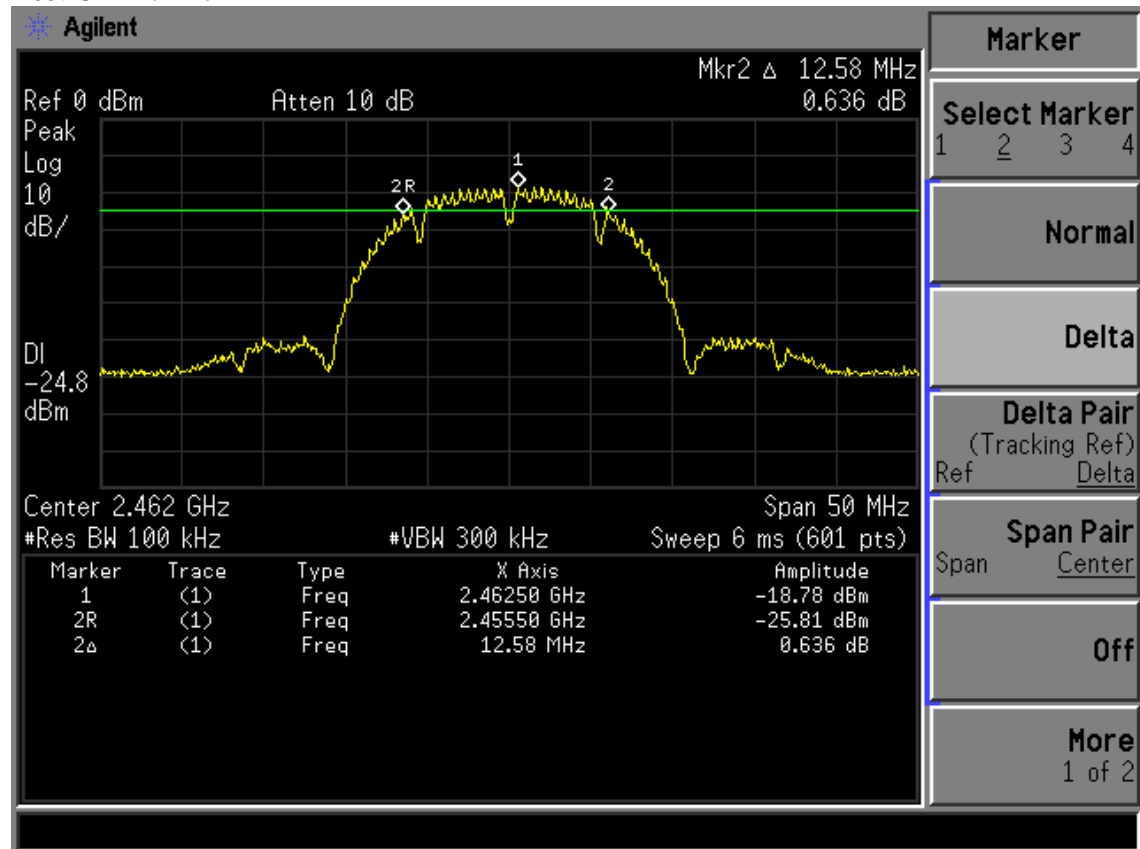 Agilent
Mkr2 Δ 12.58 MHz
Ref 0 dBm Atten 10 dB 0.636 dB
Peak
Log
10
dB/
1
2R
2
DI
-24.8
dBm
Center 2.462 GHz Span 50 MHz
#Res BW 100 kHz #VBW 300 kHz Sweep 6 ms (601 pts)
Marker Trace Type X Axis Amplitude
1 (1) Freq 2.46250 GHz -18.78 dBm
2R (1) Freq 2.45550 GHz -25.81 dBm
2Δ (1) Freq 12.58 MHz 0.636 dB
Marker
Select Marker
1 2 3 4
Normal
Delta
Delta Pair
(Tracking Ref)
Ref Delta
Span Pair
Span Center
Off
More
1 of 2